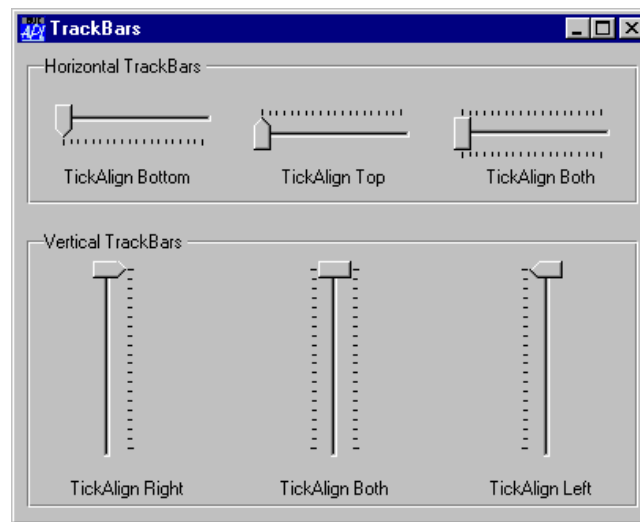 TrackBars
Horizontal TrackBars
TickAlign Bottom
TickAlign Top
TickAlign Both
Vertical TrackBars
TickAlign Right
TickAlign Both
TickAlign Left